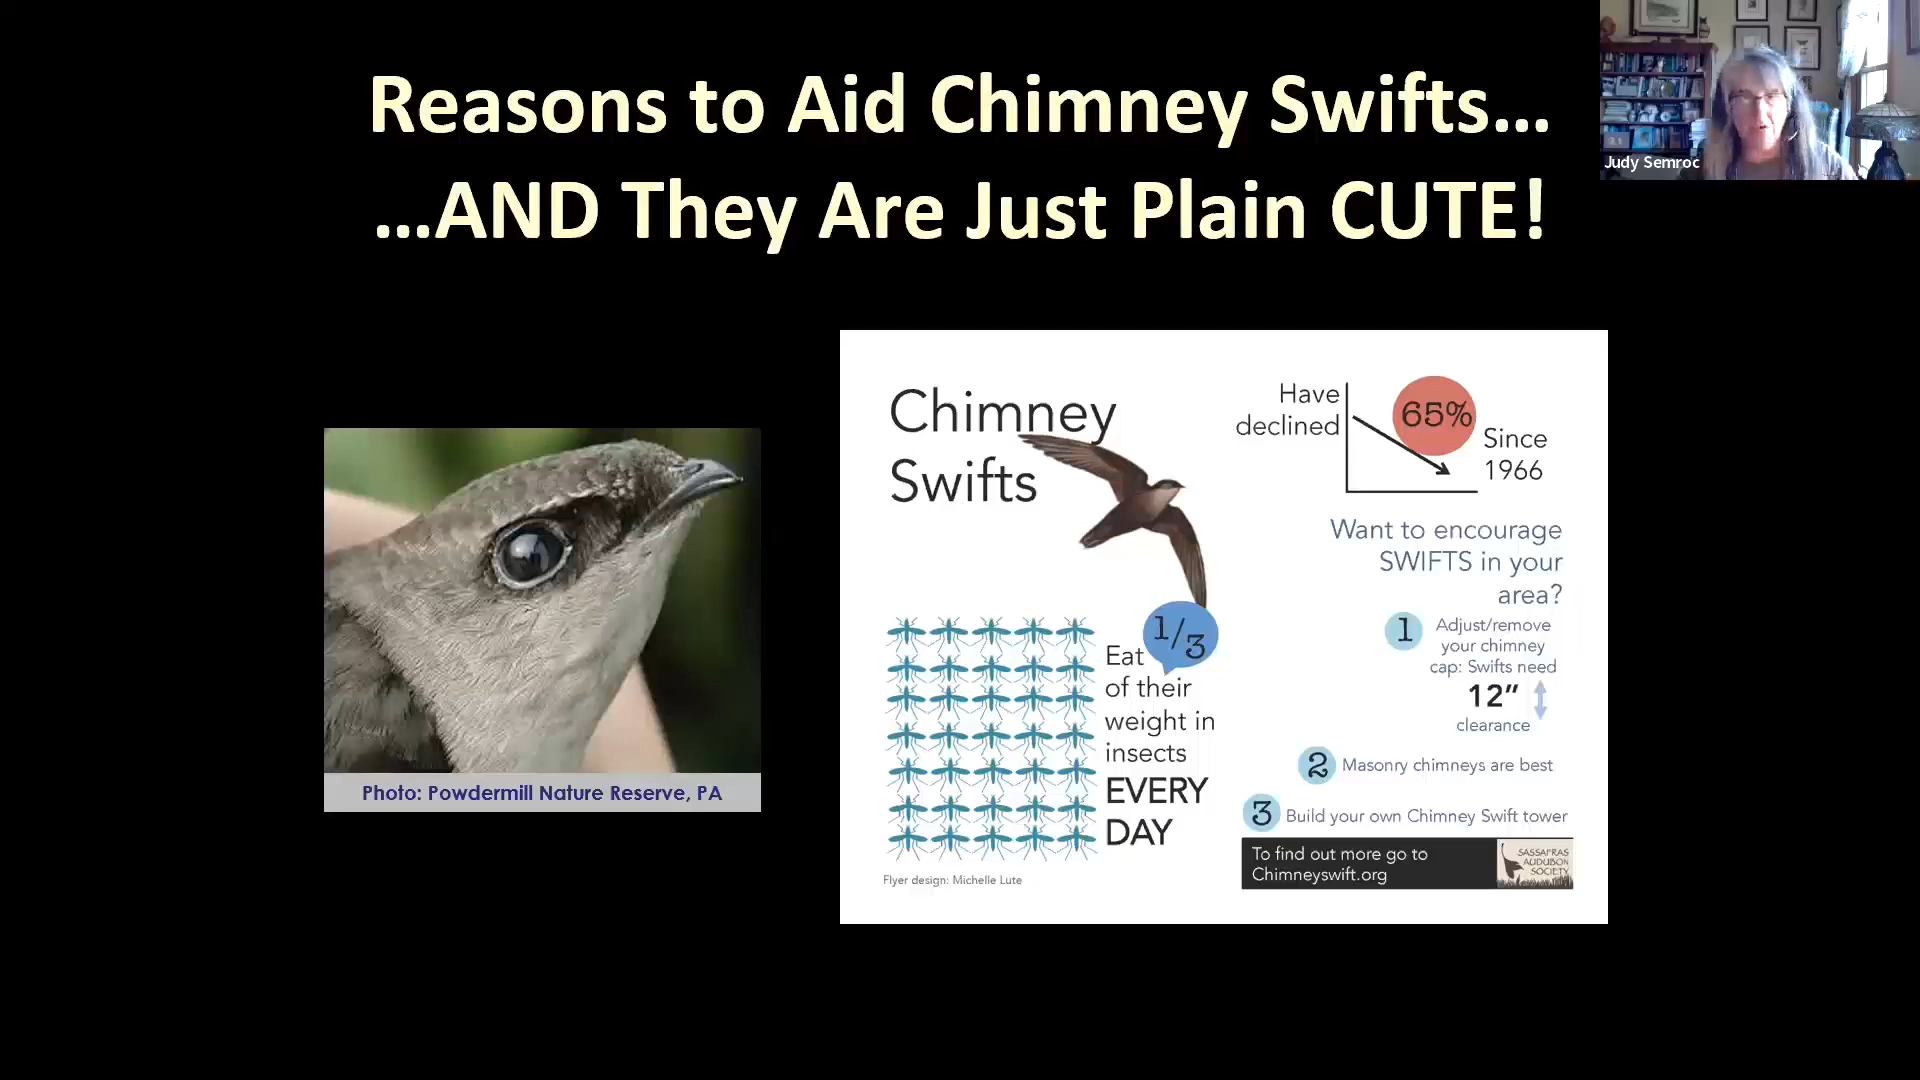 Reasons to Aid Chimney Swifts...
...AND They Are Just Plain CUTE!
Judy Semroc
Photo: Powdermill Nature Reserve, PA
Chimney
Swifts
Have
declined
65%
Since
1966
Eat 1/3
of their
weight in
insects
EVERY
DAY
Flyer design: Michelle Lute
Want to encourage
SWIFTS in your
area?
1 Adjust/remove
your chimney
cap: Swifts need
12”
clearance
2 Masonry chimneys are best
3 Build your own Chimney Swift tower
To find out more go to
Chimneyswift.org
SASSAFRAS
AUDUBON
SOCIETY